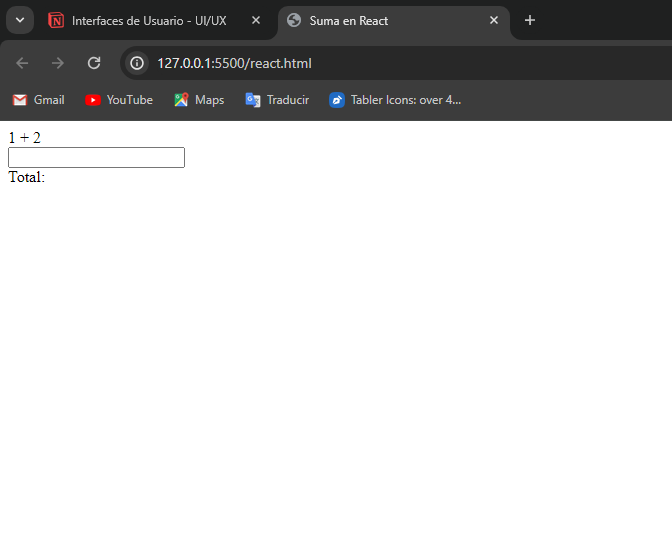 Interfaces de Usuario - UI/UX
Suma en React
127.0.0.1:5500/react.html
Gmail
YouTube
Maps
Traducir
Tabler Icons: over 4...
1 + 2
Total: